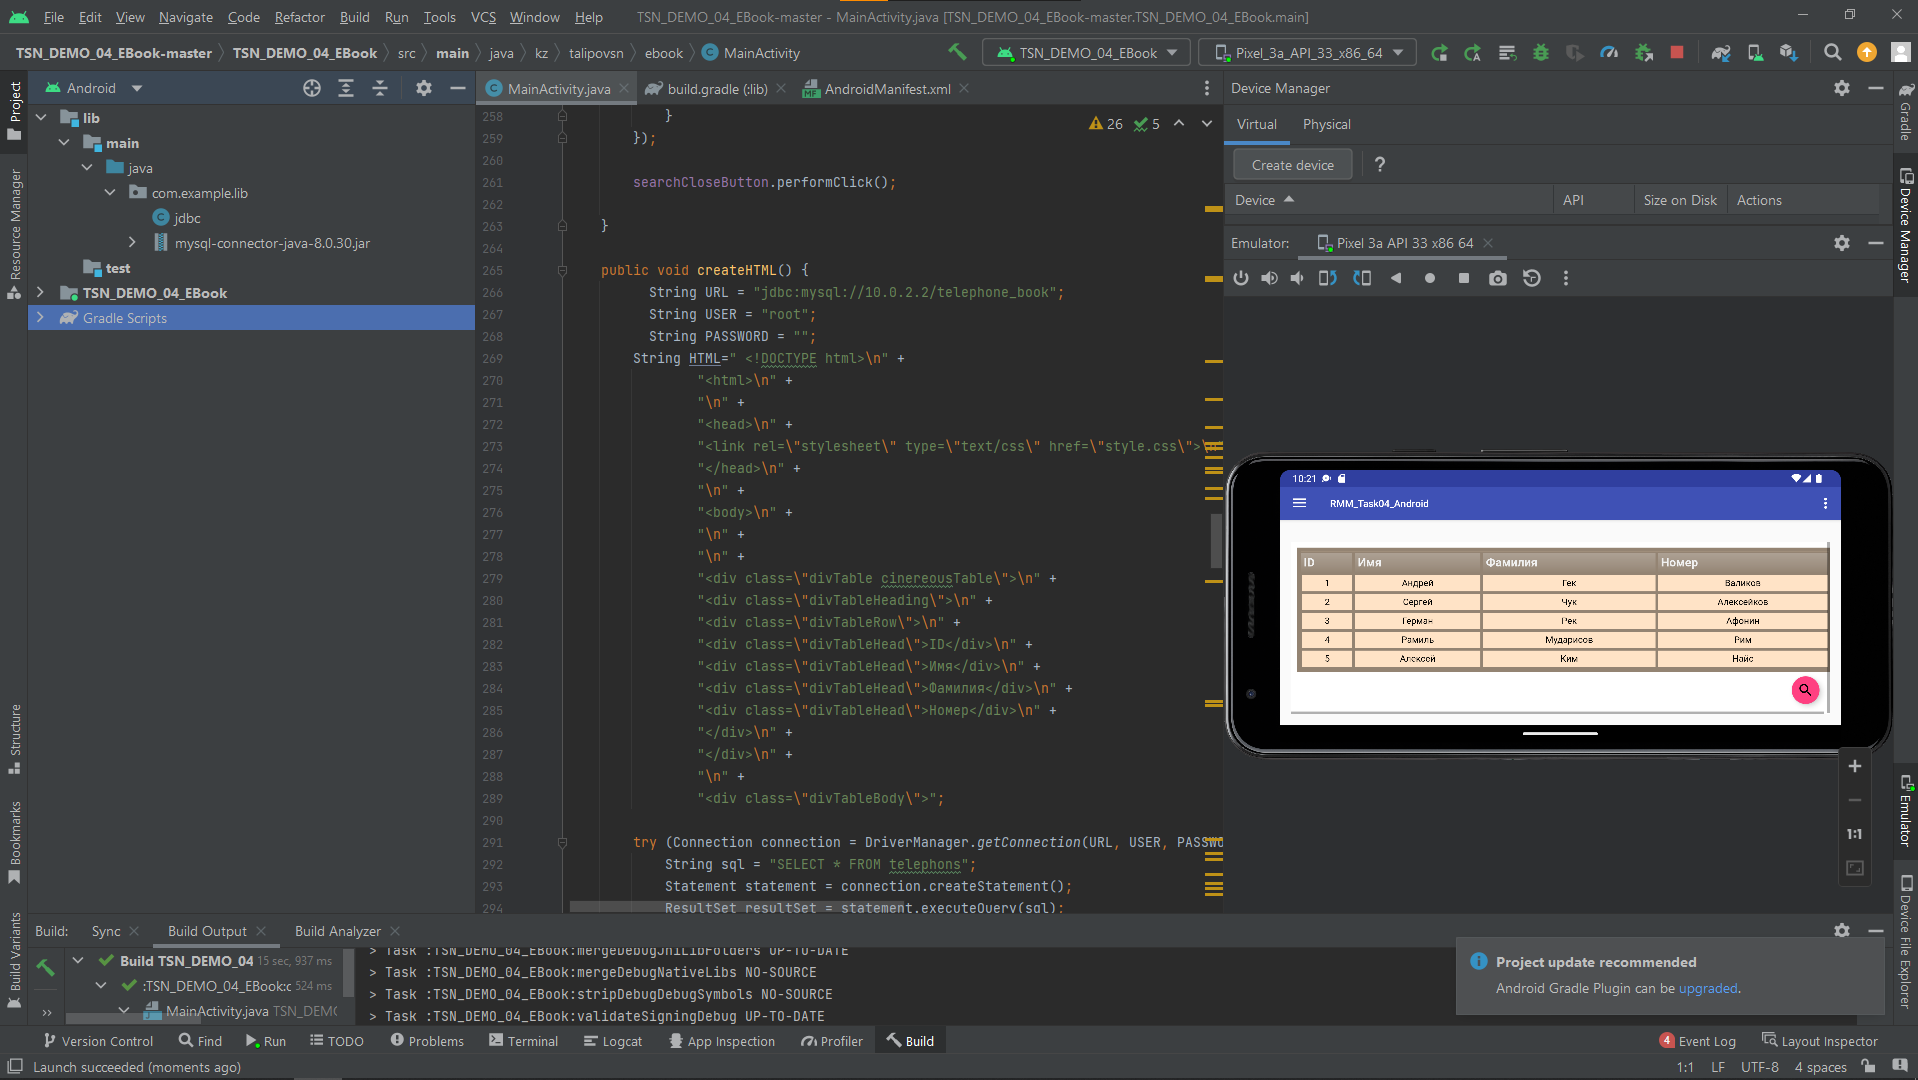 File Edit View Navigate Code Refactor Build Run Tools VCS Window Help TSN_DEMO_04_EBook-master - MainActivity.java [TSN_DEMO_04_EBook-master.TSN_DEMO_04_EBook.main]
TSN_DEMO_04_EBook-master TSN_DEMO_04_EBook src main java kz talipovsn ebook MainActivity TSN_DEMO_04_EBook Pixel_3a_API_33_x86_64
Android
MainActivity.java build.gradle (:lib) AndroidManifest.xml
Device Manager
Project
Resource Manager
Structure
Bookmarks
Build Variants
lib
main
java
com.example.lib
jdbc
mysql-connector-java-8.0.30.jar
test
TSN_DEMO_04_EBook
Gradle Scripts
26 5
258 }
259 });
260
261 searchCloseButton.performClick();
262
263 }
264
265 public void createHTML() {
266 String URL = "jdbc:mysql://10.0.2.2/telephone_book";
267 String USER = "root";
268 String PASSWORD = "";
269 String HTML=" <!DOCTYPE html>\n" +
270 "<html>\n" +
271 "\n" +
272 "<head>\n" +
273 "<link rel=\"stylesheet\" type=\"text/css\" href=\"style.css\">\n"
274 "</head>\n" +
275 "\n" +
276 "<body>\n" +
277 "\n" +
278 "\n" +
279 "<div class=\"divTable cinereousTable\">\n" +
280 "<div class=\"divTableHeading\">\n" +
281 "<div class=\"divTableRow\">\n" +
282 "<div class=\"divTableHead\">ID</div>\n" +
283 "<div class=\"divTableHead\">Имя</div>\n" +
284 "<div class=\"divTableHead\">Фамилия</div>\n" +
285 "<div class=\"divTableHead\">Номер</div>\n" +
286 "</div>\n" +
287 "</div>\n" +
288 "\n" +
289 "<div class=\"divTableBody\">";
290
291 try (Connection connection = DriverManager.getConnection(URL, USER, PASSWO
292 String sql = "SELECT * FROM telephons";
293 Statement statement = connection.createStatement();
294 ResultSet resultSet = statement.executeQuery(sql);
Virtual Physical
Create device ?
Device API Size on Disk Actions
Emulator: Pixel 3a API 33 x86 64
10:21
RMM_Task04_Android
ID Имя Фамилия Номер
1 Андрей Гек Валиков
2 Сергей Чук Алексейков
3 Герман Рек Афонин
4 Рамиль Мударисов Рим
5 Алексей Ким Найс
1:1
Gradle
Device Manager
Emulator
Device File Explorer
Build: Sync Build Output Build Analyzer
Build TSN_DEMO_04 15 sec, 937 ms
:TSN_DEMO_04_EBook:c 524 ms
MainActivity.java TSN_DEMO
> Task :TSN_DEMO_04_EBook:mergeDebugJniLibFolders UP-TO-DATE
> Task :TSN_DEMO_04_EBook:mergeDebugNativeLibs NO-SOURCE
> Task :TSN_DEMO_04_EBook:stripDebugDebugSymbols NO-SOURCE
> Task :TSN_DEMO_04_EBook:validateSigningDebug UP-TO-DATE
Project update recommended
Android Gradle Plugin can be upgraded.
Version Control Find Run TODO Problems Terminal Logcat App Inspection Profiler Build 4 Event Log Layout Inspector
Launch succeeded (moments ago) 1:1 LF UTF-8 4 spaces